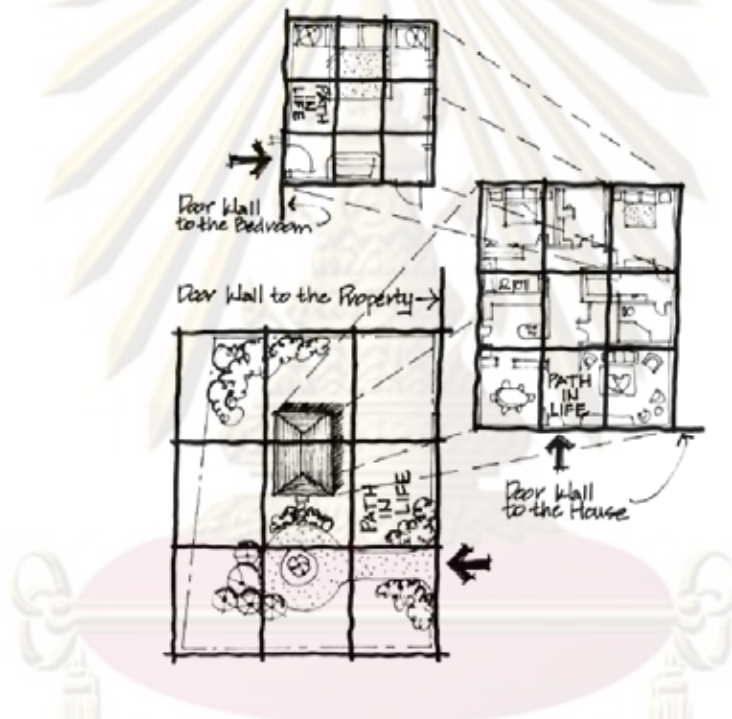 PATH
IN
LIFE
Door Wall
to the Bedroom
Door Wall to the Property
PATH
IN
LIFE
Door Wall
to the House
PATH
IN
LIFE